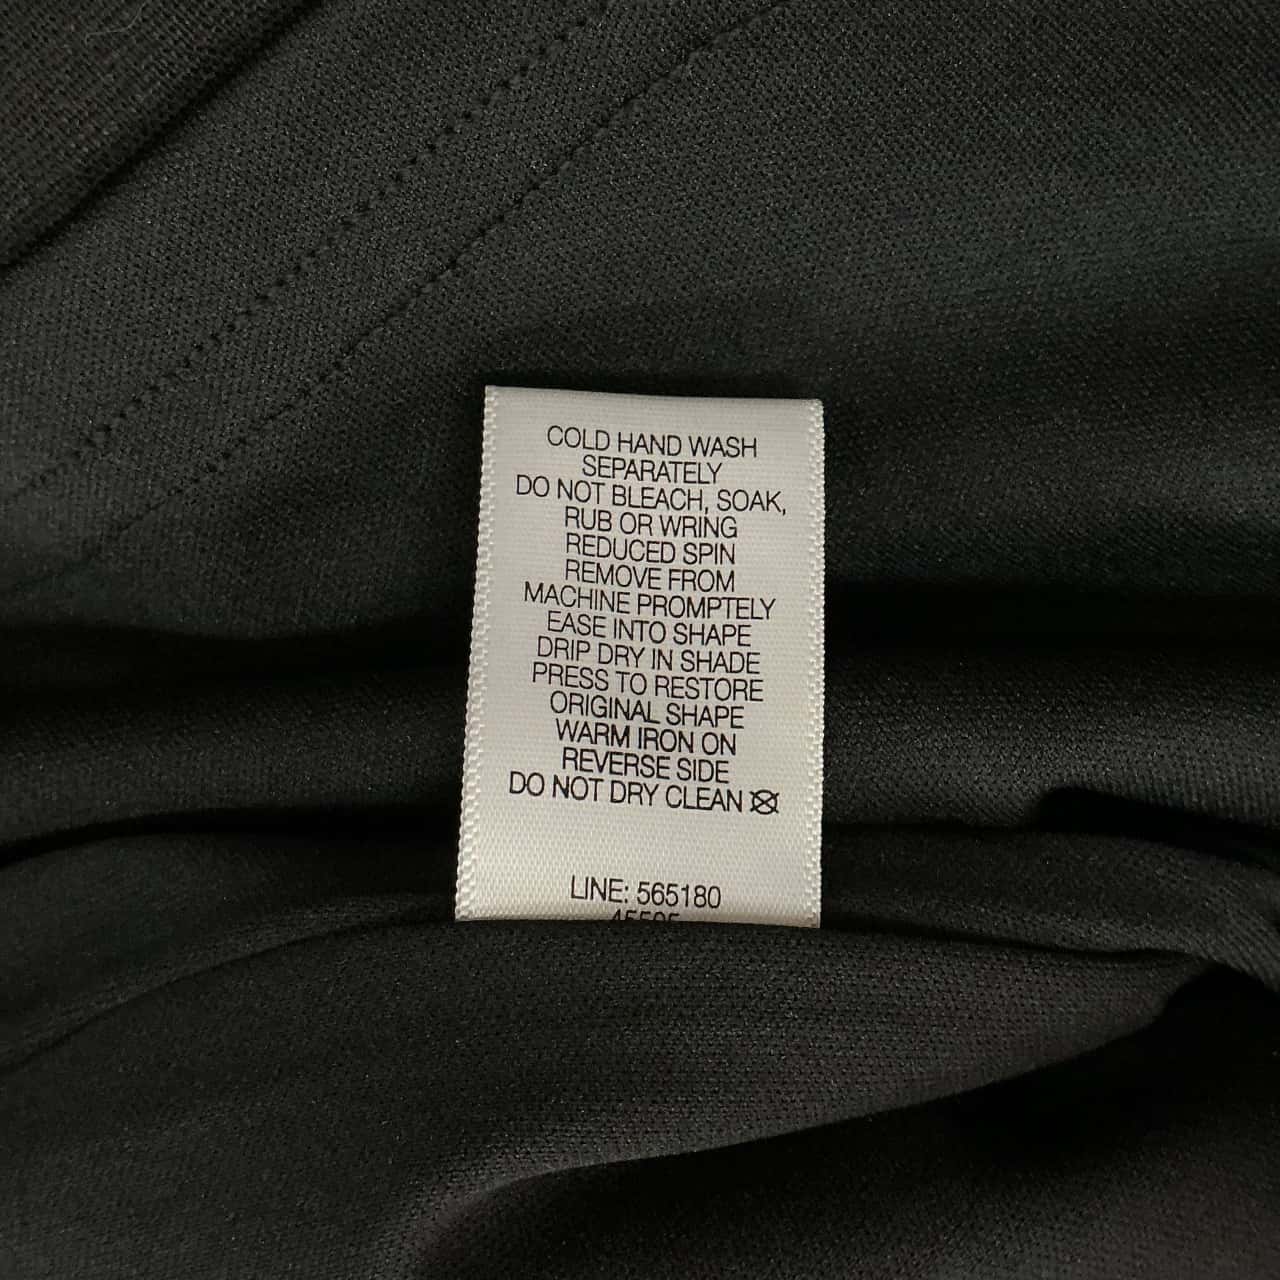 COLD HAND WASH
SEPARATELY
DO NOT BLEACH, SOAK,
RUB OR WRING
REDUCED SPIN
REMOVE FROM
MACHINE PROMPTELY
EASE INTO SHAPE
DRIP DRY IN SHADE
PRESS TO RESTORE
ORIGINAL SHAPE
WARM IRON ON
REVERSE SIDE
DO NOT DRY CLEAN
LINE: 565180